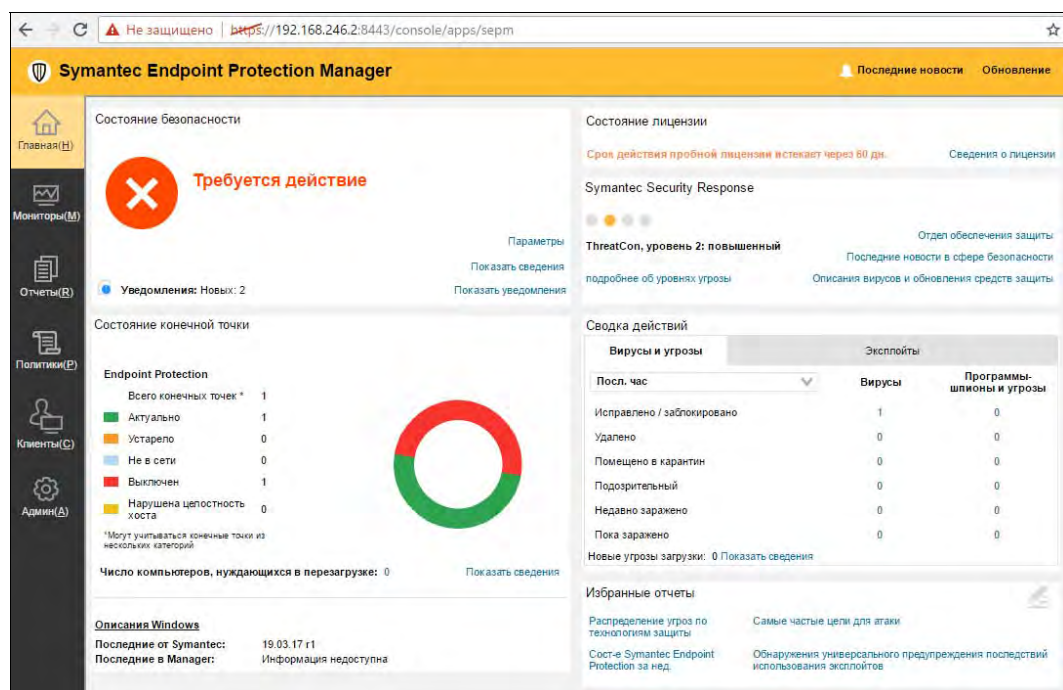 Не защищено | https://192.168.246.2:8443/console/apps/sepm
Symantec Endpoint Protection Manager
Последние новости Обновление
Главная(H)
Мониторы(M)
Отчеты(R)
Политики(P)
Клиенты(C)
Админ(A)
Состояние безопасности
Требуется действие
Параметры
Показать сведения
Уведомления: Новых: 2 Показать уведомления
Состояние конечной точки
Endpoint Protection
Всего конечных точек * 1
Актуально 1
Устарело 0
Не в сети 0
Выключен 1
Нарушена целостность
хоста 0
*Могут учитываться конечные точки из
нескольких категорий
Число компьютеров, нуждающихся в перезагрузке: 0 Показать сведения
Описания Windows
Последние от Symantec: 19.03.17 r1
Последние в Manager: Информация недоступна
Состояние лицензии
Срок действия пробной лицензии истекает через 60 дн. Сведения о лицензии
Symantec Security Response
ThreatCon, уровень 2: повышенный
Отдел обеспечения защиты
Последние новости в сфере безопасности
подробнее об уровнях угрозы Описания вирусов и обновления средств защиты
Сводка действий
Вирусы и угрозы Эксплойты
Посл. час Вирусы Программы-
шпионы и угрозы
Исправлено / заблокировано 1 0
Удалено 0 0
Помещено в карантин 0 0
Подозрительный 0 0
Недавно заражено 0 0
Пока заражено 0 0
Новые угрозы загрузки: 0 Показать сведения
Избранные отчеты
Распределение угроз по
технологиям защиты
Самые частые цели для атаки
Сост-е Symantec Endpoint
Protection за нед.
Обнаружения универсального предупреждения последствий
использования эксплойтов